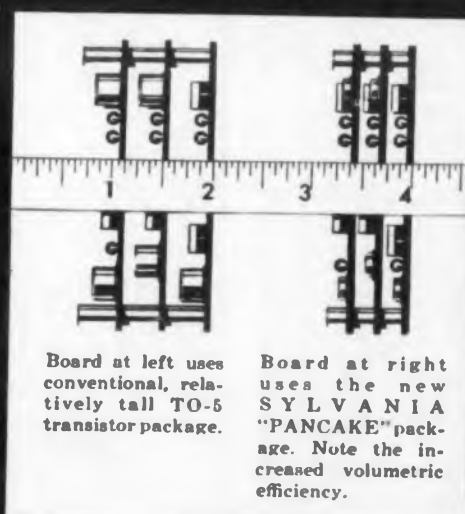 1 2 3 4
Board at left uses
conventional, rela-
tively tall TO-5
transistor package.
Board at right
uses the new
SYLVANIA
"PANCAKE" pack-
age. Note the in-
creased volumetric
efficiency.